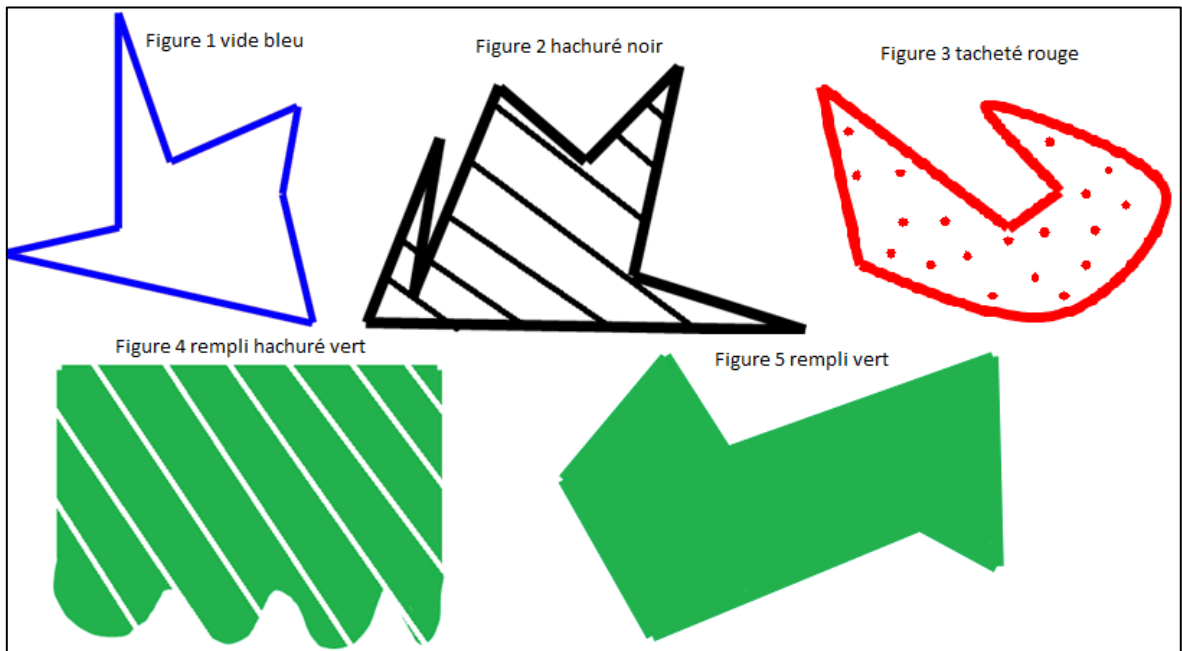 Figure 1 vide bleu
Figure 2 hachuré noir
Figure 3 tacheté rouge
Figure 4 rempli hachuré vert
Figure 5 rempli vert